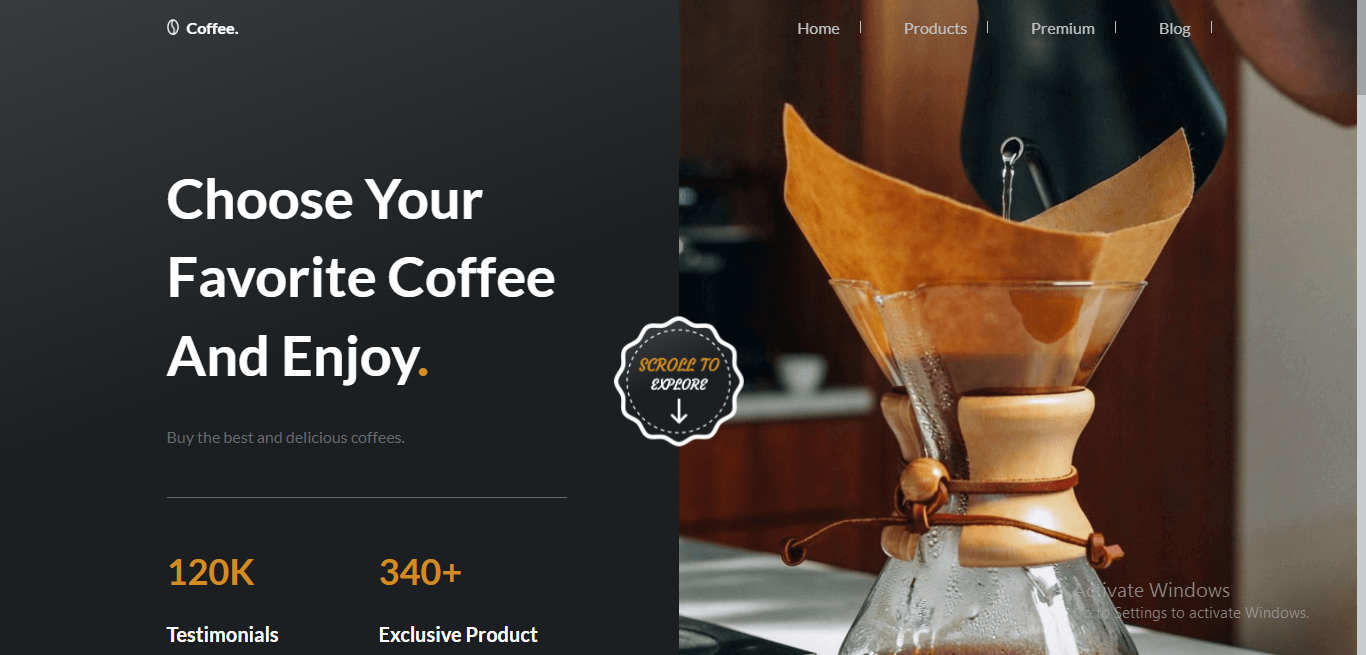 Coffee.
Home
Products
Premium
Blog
Choose Your
Favorite Coffee
And Enjoy.
SCROLL TO
EXPLORE
Buy the best and delicious coffees.
120K
340+
Testimonials
Exclusive Product
Activate Windows
Go to Settings to activate Windows.